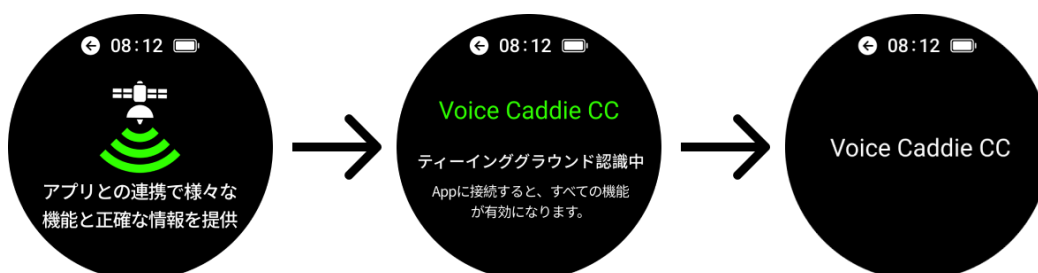 08:12
アプリとの連携で様々な
機能と正確な情報を提供
08:12
Voice Caddie CC
ティーインググラウンド認識中
Appに接続すると、すべての機能
が有効になります。
08:12
Voice Caddie CC